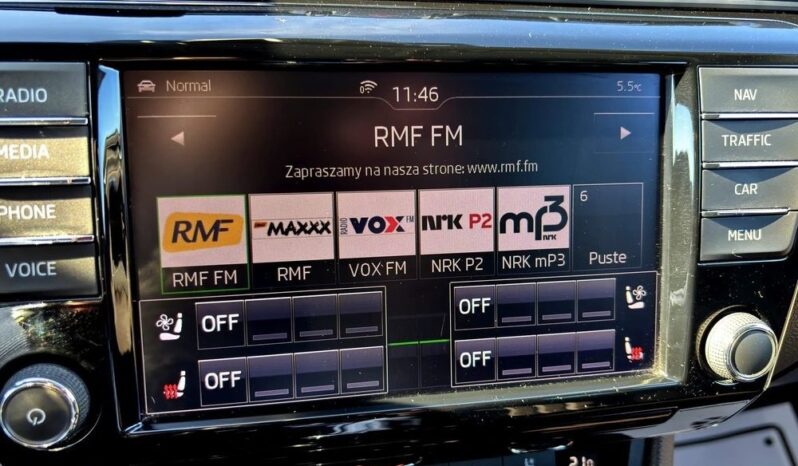 RADIO
MEDIA
PHONE
VOICE
Normal
11:46
5.5°C
RMF FM
Zapraszamy na nasza strone: www.rmf.fm
RMF
RMF FM
MAXXX
RMF
RADIO VOX FM
VOX FM
nrk P2
NRK P2
mp3
nrk
NRK mP3
6
Puste
OFF
OFF
OFF
OFF
NAV
TRAFFIC
CAR
MENU